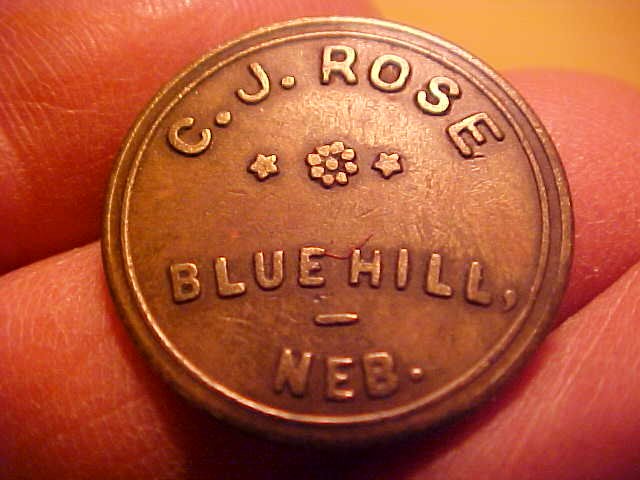 C. J. ROSE
BLUE HILL,
NEB.